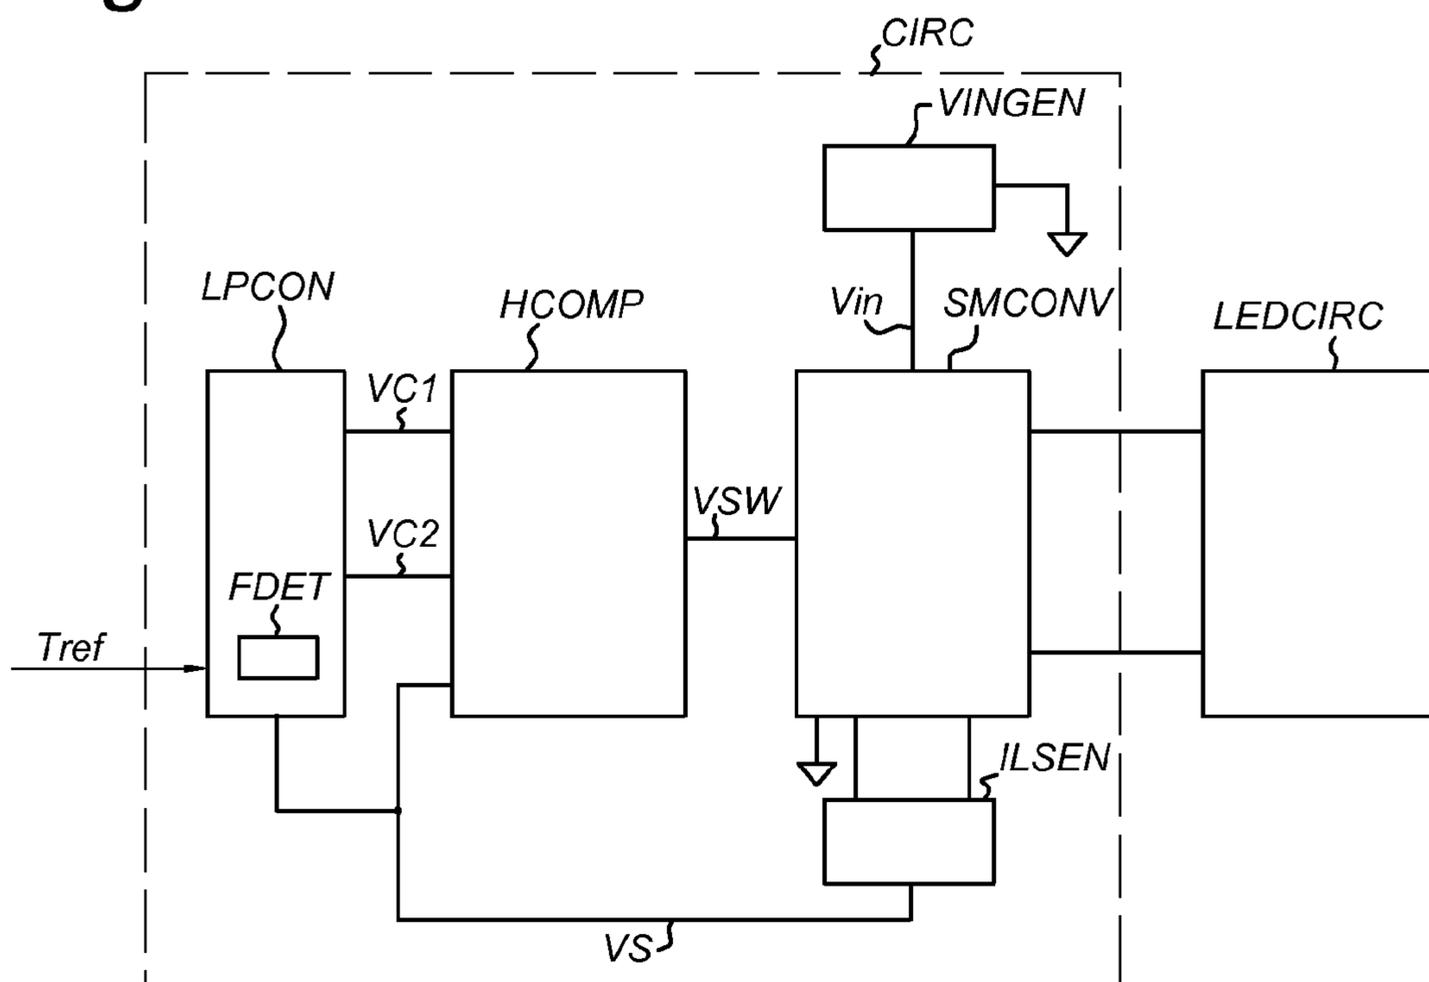 CIRC
VINGEN
LPCON
HCOMP
Vin
SMCONV
LEDCIRC
VC1
VSW
VC2
FDET
Tref
ILSEN
VS